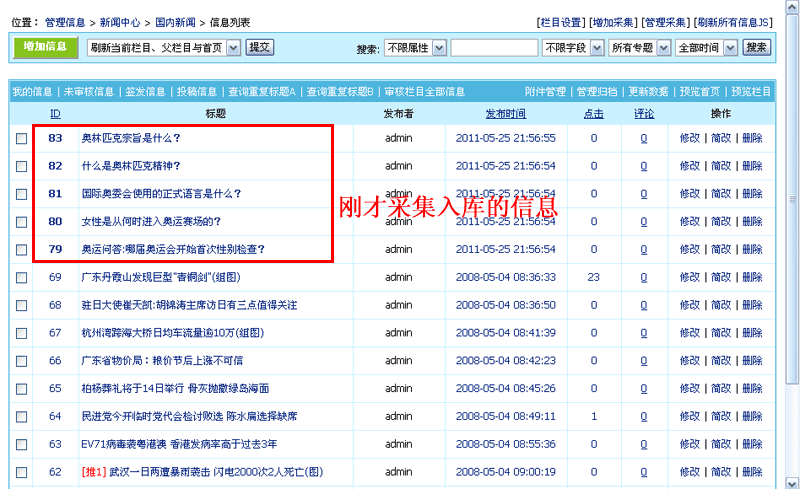 位置： 管理信息 > 新闻中心 > 国内新闻 > 信息列表 [栏目设置] [增加采集] [管理采集] [刷新所有信息JS]
增加信息 刷新当前栏目、父栏目与首页 提交 搜索: 不限属性 不限字段 所有专题 全部时间 搜索
我的信息 | 未审核信息 | 签发信息 | 投稿信息 | 查询重复标题A | 查询重复标题B | 审核栏目全部信息 附件管理 | 管理归档 | 更新数据 | 预览首页 | 预览栏目
ID 标题 发布者 发布时间 点击 评论 操作
83 奥林匹克宗旨是什么？ admin 2011-05-25 21:56:55 0 0 修改 | 简改 | 删除
82 什么是奥林匹克精神？ admin 2011-05-25 21:56:54 0 0 修改 | 简改 | 删除
81 国际奥委会使用的正式语言是什么？ admin 2011-05-25 21:56:54 0 0 修改 | 简改 | 删除
刚才采集入库的信息
80 女性是从何时进入奥运赛场的？ admin 2011-05-25 21:56:54 0 0 修改 | 简改 | 删除
79 奥运问答:哪届奥运会开始首次性别检查？ admin 2011-05-25 21:56:54 0 0 修改 | 简改 | 删除
69 广东丹霞山发现巨型"青铜剑"(组图) admin 2008-05-04 08:36:33 23 0 修改 | 简改 | 删除
68 驻日大使崔天凯:胡锦涛主席访日有三点值得关注 admin 2008-05-04 08:36:50 0 0 修改 | 简改 | 删除
67 杭州湾跨海大桥日均车流量逾10万(组图) admin 2008-05-04 08:41:39 0 0 修改 | 简改 | 删除
66 广东省物价局：粮价节后上涨不可信 admin 2008-05-04 08:42:23 0 0 修改 | 简改 | 删除
65 柏杨葬礼将于14日举行 骨灰抛撒绿岛海面 admin 2008-05-04 08:45:26 0 0 修改 | 简改 | 删除
64 民进党今开临时党代会检讨败选 陈水扁选择缺席 admin 2008-05-04 08:49:11 1 0 修改 | 简改 | 删除
63 EV71病毒袭粤港澳 香港发病率高于过去3年 admin 2008-05-04 08:55:36 0 0 修改 | 简改 | 删除
62 [推1] 武汉一日两遭暴雨袭击 闪电2000次2人死亡(图) admin 2008-05-04 09:00:19 0 0 修改 | 简改 | 删除